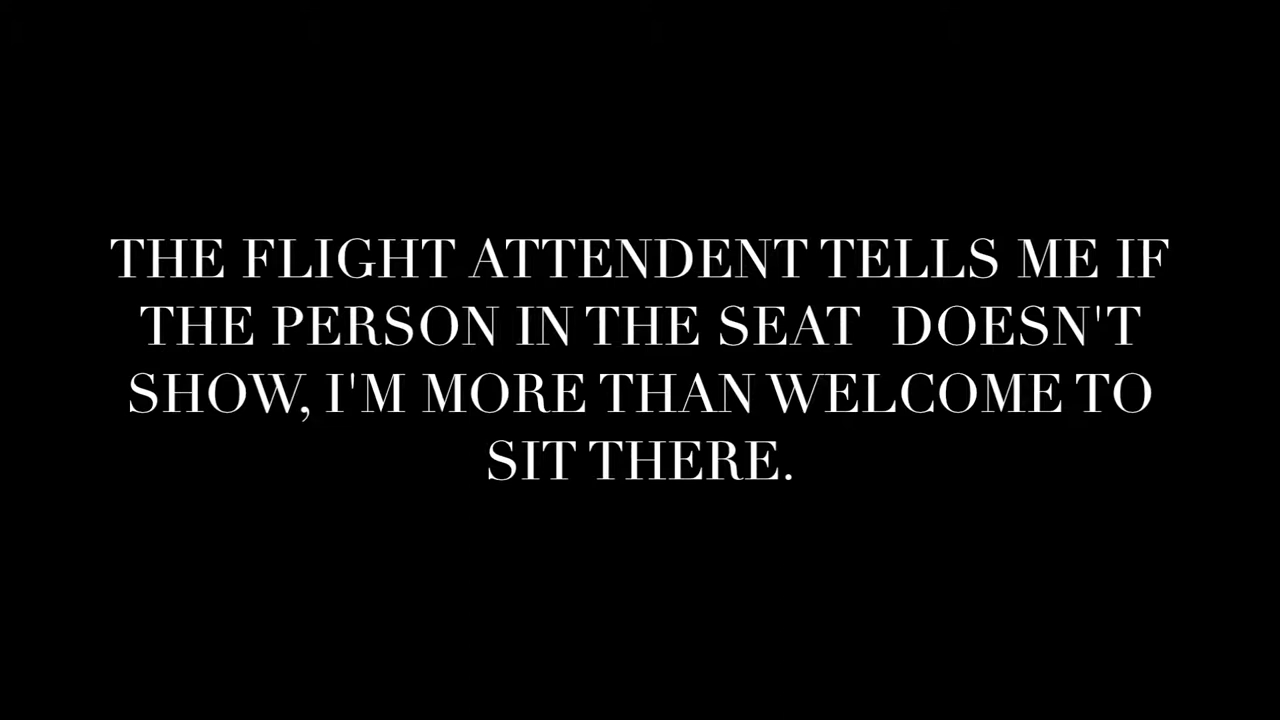 THE FLIGHT ATTENDENT TELLS ME IF
THE PERSON IN THE SEAT  DOESN'T
SHOW, I'M MORE THAN WELCOME TO
SIT THERE.